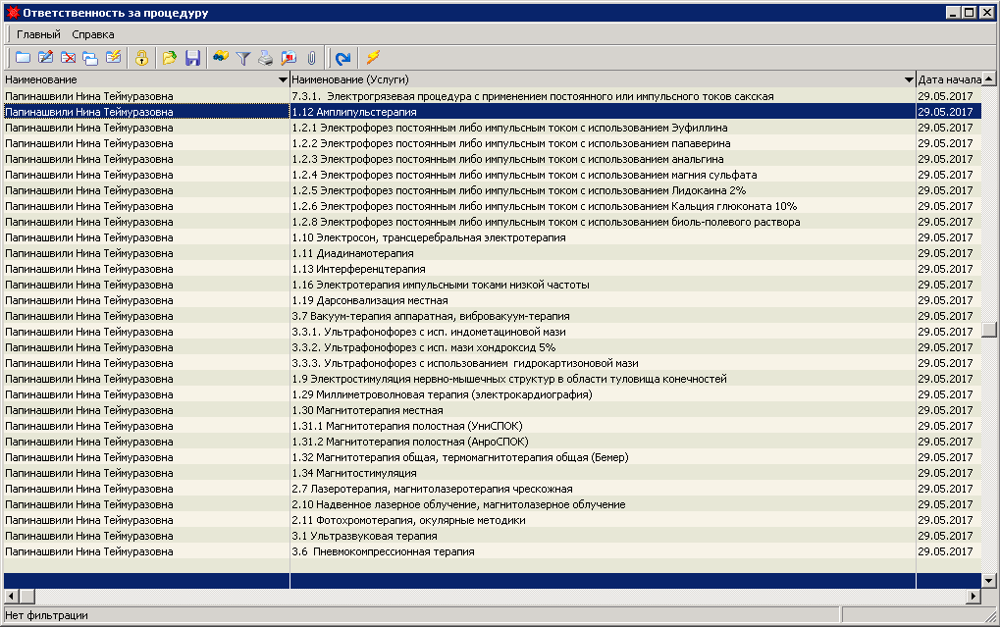 Ответственность за процедуру
Главный Справка
Наименование Наименование (Услуги) Дата начала
Папинашвили Нина Теймуразовна 7.3.1. Электрогрязевая процедура с применением постоянного или импульсного токов сакская 29.05.2017
Папинашвили Нина Теймуразовна 1.12 Амплипульстерапия 29.05.2017
Папинашвили Нина Теймуразовна 1.2.1 Электрофорез постоянным либо импульсным током с использованием Эуфиллина 29.05.2017
Папинашвили Нина Теймуразовна 1.2.2 Электрофорез постоянным либо импульсным током с использованием папаверина 29.05.2017
Папинашвили Нина Теймуразовна 1.2.3 Электрофорез постоянным либо импульсным током с использованием анальгина 29.05.2017
Папинашвили Нина Теймуразовна 1.2.4 Электрофорез постоянным либо импульсным током с использованием магния сульфата 29.05.2017
Папинашвили Нина Теймуразовна 1.2.5 Электрофорез постоянным либо импульсным током с использованием Лидокаина 2% 29.05.2017
Папинашвили Нина Теймуразовна 1.2.6 Электрофорез постоянным либо импульсным током с использованием Кальция глюконата 10% 29.05.2017
Папинашвили Нина Теймуразовна 1.2.8 Электрофорез постоянным либо импульсным током с использованием биоль-полевого раствора 29.05.2017
Папинашвили Нина Теймуразовна 1.10 Электросон, трансцеребральная электротерапия 29.05.2017
Папинашвили Нина Теймуразовна 1.11 Диадинамотерапия 29.05.2017
Папинашвили Нина Теймуразовна 1.13 Интерференцтерапия 29.05.2017
Папинашвили Нина Теймуразовна 1.16 Электротерапия импульсными токами низкой частоты 29.05.2017
Папинашвили Нина Теймуразовна 1.19 Дарсонвализация местная 29.05.2017
Папинашвили Нина Теймуразовна 3.7 Вакуум-терапия аппаратная, вибровакуум-терапия 29.05.2017
Папинашвили Нина Теймуразовна 3.3.1. Ультрафонофорез с исп. индометациновой мази 29.05.2017
Папинашвили Нина Теймуразовна 3.3.2. Ультрафонофорез с исп. мази хондроксид 5% 29.05.2017
Папинашвили Нина Теймуразовна 3.3.3. Ультрафонофорез с использованием гидрокартизоновой мази 29.05.2017
Папинашвили Нина Теймуразовна 1.9 Электростимуляция нервно-мышечных структур в области туловища конечностей 29.05.2017
Папинашвили Нина Теймуразовна 1.29 Миллиметроволновая терапия (электрокардиография) 29.05.2017
Папинашвили Нина Теймуразовна 1.30 Магнитотерапия местная 29.05.2017
Папинашвили Нина Теймуразовна 1.31.1 Магнитотерапия полостная (УниСПОК) 29.05.2017
Папинашвили Нина Теймуразовна 1.31.2 Магнитотерапия полостная (АнроСПОК) 29.05.2017
Папинашвили Нина Теймуразовна 1.32 Магнитотерапия общая, термомагнитотерапия общая (Бемер) 29.05.2017
Папинашвили Нина Теймуразовна 1.34 Магнитостимуляция 29.05.2017
Папинашвили Нина Теймуразовна 2.7 Лазеротерапия, магнитолазеротерапия чрескожная 29.05.2017
Папинашвили Нина Теймуразовна 2.10 Надвенное лазерное облучение, магнитолазерное облучение 29.05.2017
Папинашвили Нина Теймуразовна 2.11 Фотохромотерапия, окулярные методики 29.05.2017
Папинашвили Нина Теймуразовна 3.1 Ультразвуковая терапия 29.05.2017
Папинашвили Нина Теймуразовна 3.6 Пневмокомпрессионная терапия 29.05.2017
Нет фильтрации